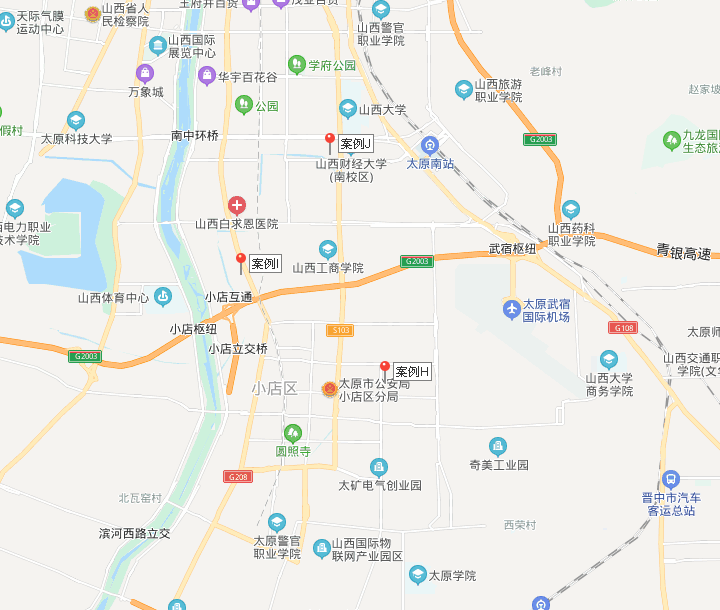 天际气膜
运动中心
山西省人
民检察院
山西警官
职业学院
山西国际
展览中心
万象城
华宇百花谷
学府公园
公园
山西大学
山西旅游
职业学院
老峰村
赵家坡
假村
太原科技大学
南中环桥
案例J
山西财经大学
(南校区)
太原南站
G2003
九龙国
生态旅
电力职业
技术学院
山西白求恩医院
山西药科
职业学院
案例I
山西工商学院
G2003
武宿枢纽
青银高速
山西体育中心
小店互通
小店枢纽
太原武宿
国际机场
S103
G108
太原师
小店立交桥
G2003
案例H
山西大学
商务学院
山西交通职
学院(文
小店区
太原市公安局
小店区分局
圆照寺
G208
太矿电气创业园
奇美工业园
晋中市汽车
客运总站
北瓦窑村
滨河西路立交
太原警官
职业学院
山西国际物
联网产业园区
西荣村
太原学院